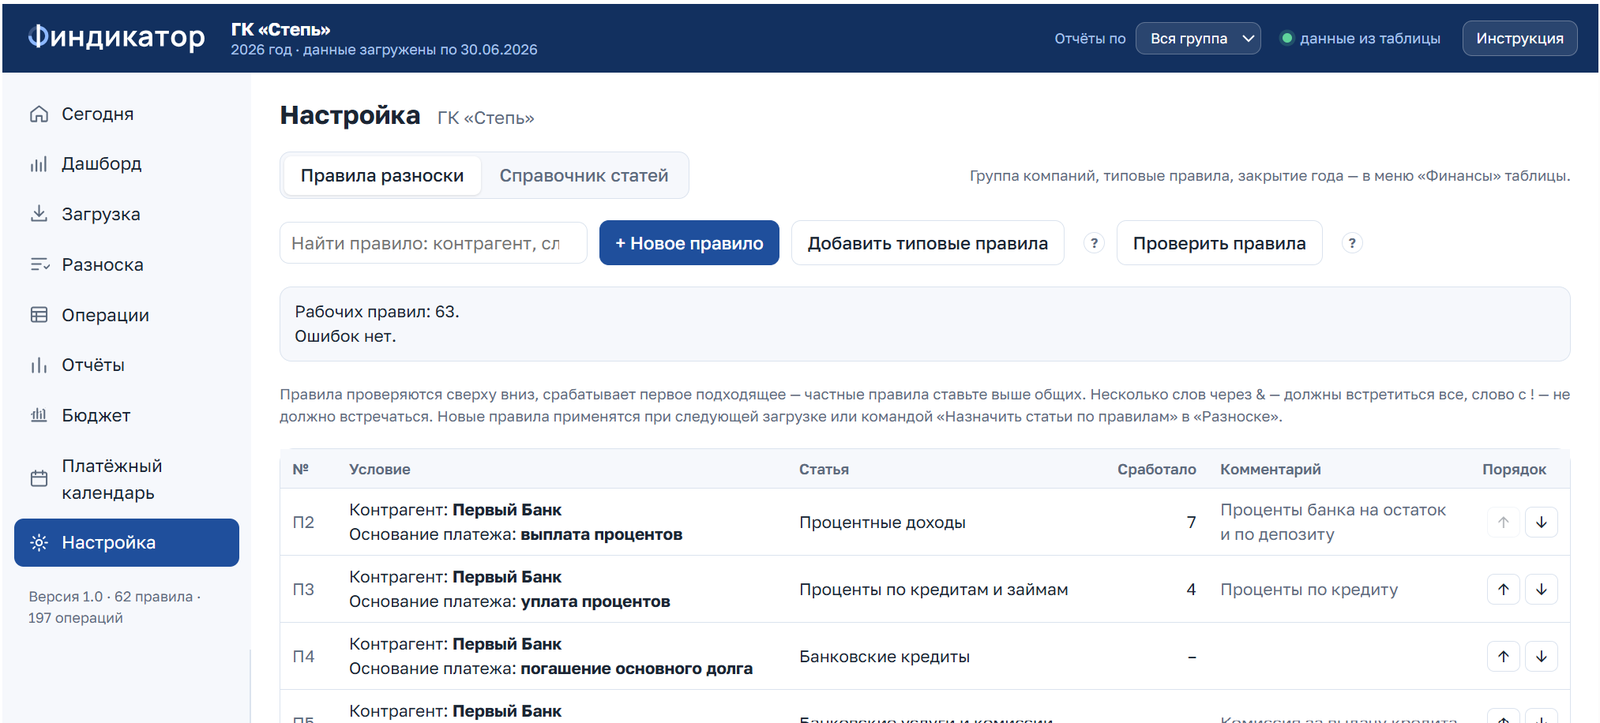 Финдикатор
ГК «Степь»
2026 год · данные загружены по 30.06.2026
Отчёты по
Вся группа
данные из таблицы
Инструкция
Сегодня
Дашборд
Загрузка
Разноска
Операции
Отчёты
Бюджет
Платёжный
календарь
Настройка
Версия 1.0 · 62 правила ·
197 операций
Настройка ГК «Степь»
Правила разноски
Справочник статей
Группа компаний, типовые правила, закрытие года — в меню «Финансы» таблицы.
Найти правило: контрагент, сл
+ Новое правило
Добавить типовые правила
?
Проверить правила
?
Рабочих правил: 63.
Ошибок нет.
Правила проверяются сверху вниз, срабатывает первое подходящее — частные правила ставьте выше общих. Несколько слов через & — должны встретиться все, слово с ! — не
должно встречаться. Новые правила применятся при следующей загрузке или командой «Назначить статьи по правилам» в «Разноске».
№ Условие Статья Сработало Комментарий Порядок
П2
Контрагент: Первый Банк
Основание платежа: выплата процентов
Процентные доходы
7
Проценты банка на остаток
и по депозиту
↑ ↓
П3
Контрагент: Первый Банк
Основание платежа: уплата процентов
Проценты по кредитам и займам
4
Проценты по кредиту
↑ ↓
П4
Контрагент: Первый Банк
Основание платежа: погашение основного долга
Банковские кредиты
–
↑ ↓
П5
Контрагент: Первый Банк
Банковские услуги и комиссии
Комиссия за выдачу кредита